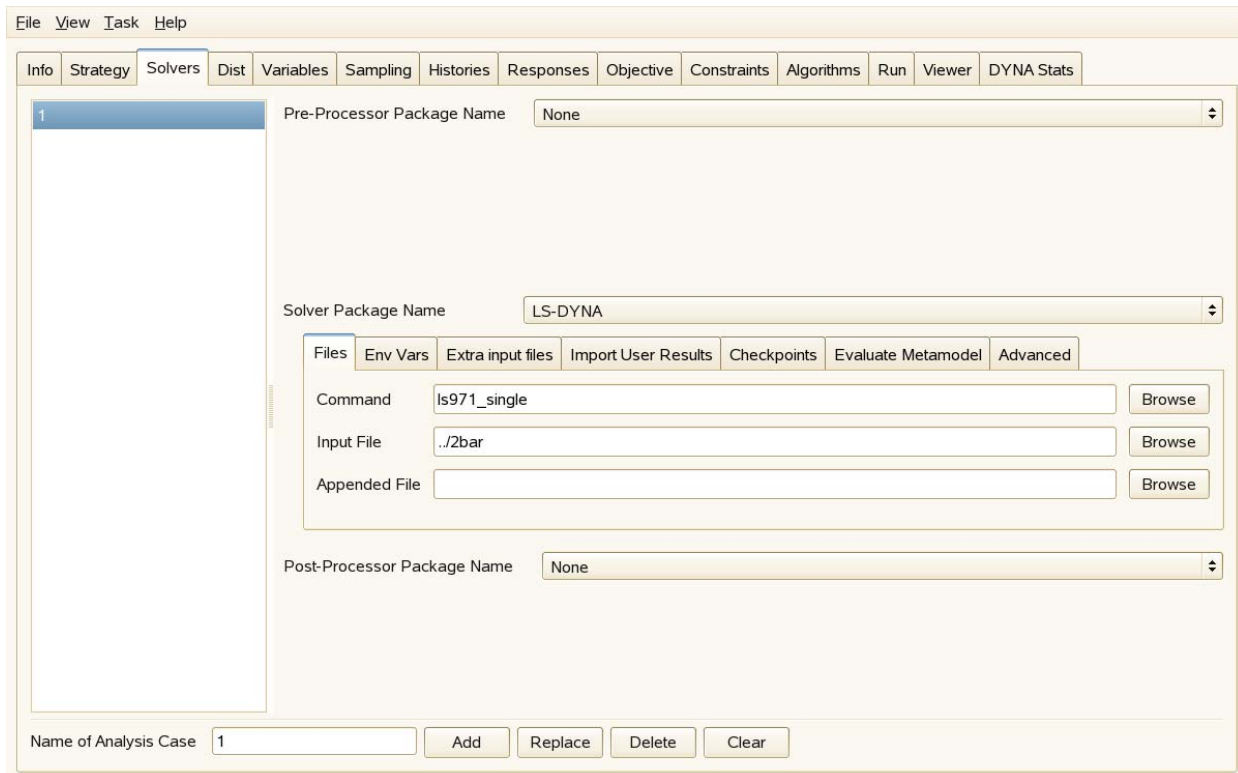 File View Task Help
Info Strategy Solvers Dist Variables Sampling Histories Responses Objective Constraints Algorithms Run Viewer DYNA Stats
1
Pre-Processor Package Name None
Solver Package Name LS-DYNA
Files Env Vars Extra input files Import User Results Checkpoints Evaluate Metamodel Advanced
Command ls971_single Browse
Input File ../2bar Browse
Appended File Browse
Post-Processor Package Name None
Name of Analysis Case 1 Add Replace Delete Clear